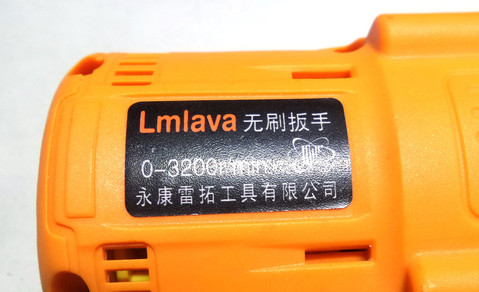 Lmlava 无刷扳手
0-3200r/min
永康雷拓工具有限公司